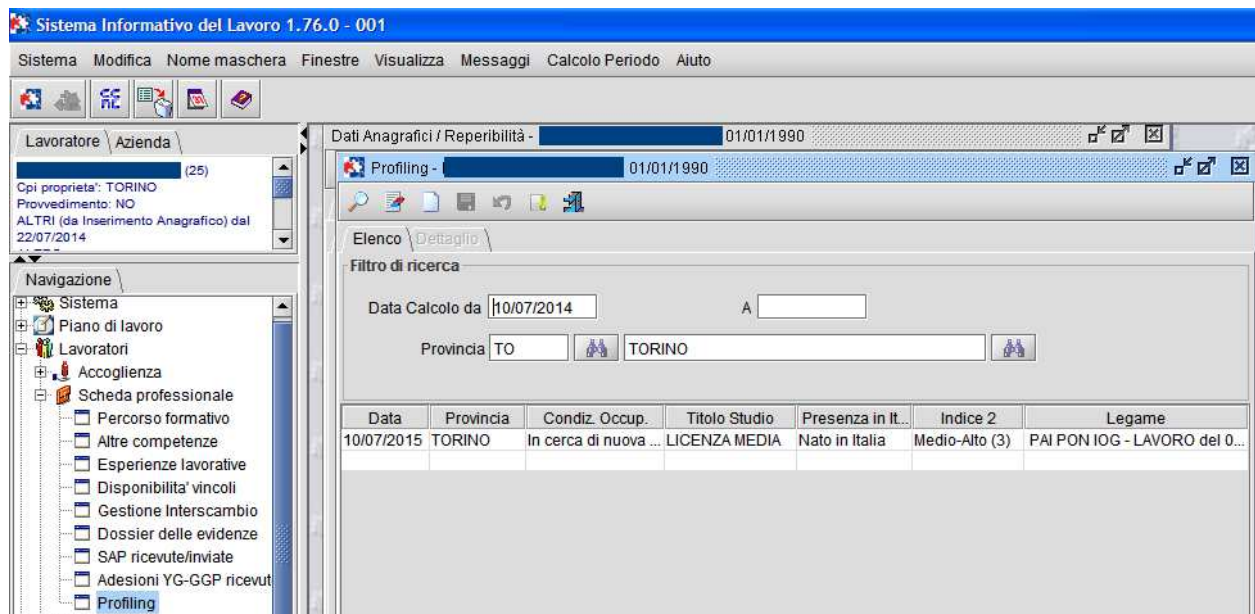 Sistema Informativo del Lavoro 1.76.0 - 001
Sistema Modifica Nome maschera Finestre Visualizza Messaggi Calcolo Periodo Aiuto
Lavoratore Azienda
(25)
Cpi proprieta': TORINO
Provvedimento: NO
ALTRI (da Inserimento Anagrafico) dal
22/07/2014
Navigazione
Sistema
Piano di lavoro
Lavoratori
Accoglienza
Scheda professionale
Percorso formativo
Altre competenze
Esperienze lavorative
Disponibilita' vincoli
Gestione Interscambio
Dossier delle evidenze
SAP ricevute/inviate
Adesioni YG-GGP ricevut
Profiling
Dati Anagrafici / Reperibilità - 01/01/1990
Profiling - 01/01/1990
Elenco Dettaglio
Filtro di ricerca
Data Calcolo da 10/07/2014 A
Provincia TO TORINO
Data Provincia Condiz. Occup. Titolo Studio Presenza in It... Indice 2 Legame
10/07/2015 TORINO In cerca di nuova ... LICENZA MEDIA Nato in Italia Medio-Alto (3) PAI PON IOG - LAVORO del 0...